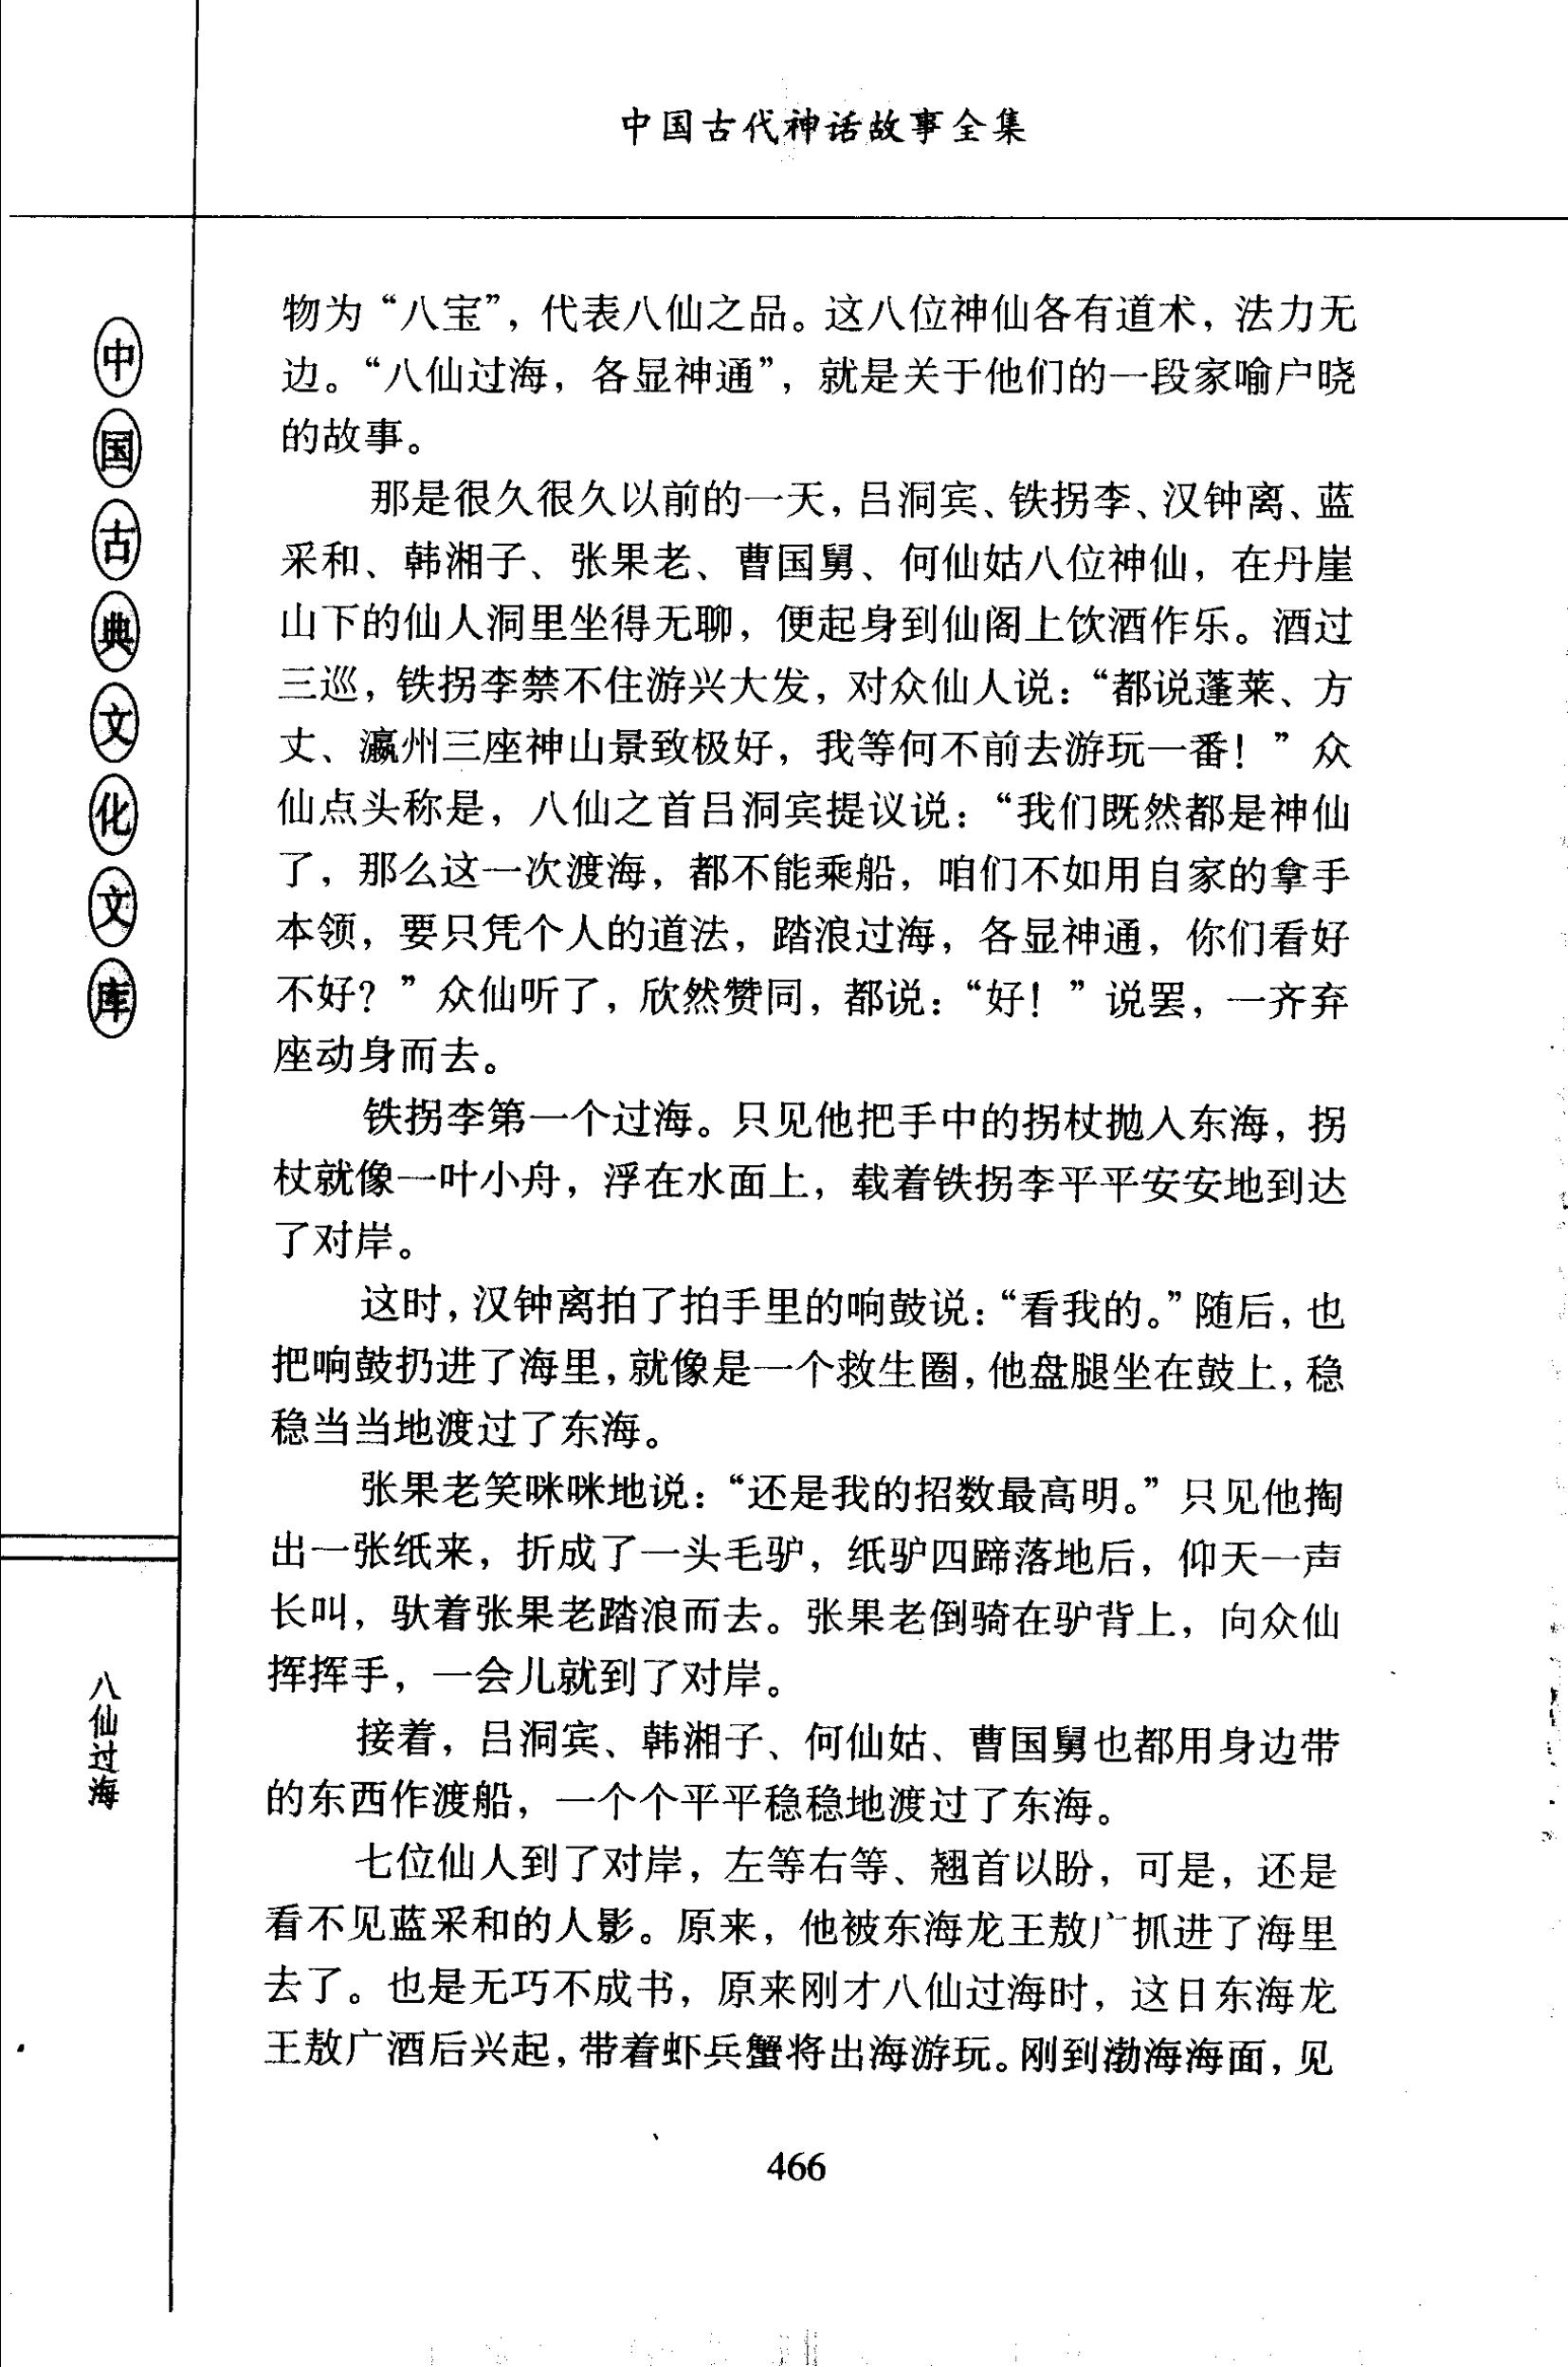 中国古代神话故事全集
中国古典文化文库
八仙过海
物为“八宝”，代表八仙之品。这八位神仙各有道术，法力无
边。“八仙过海，各显神通”，就是关于他们的一段家喻户晓
的故事。
那是很久很久以前的一天，吕洞宾、铁拐李、汉钟离、蓝
采和、韩湘子、张果老、曹国舅、何仙姑八位神仙，在丹崖
山下的仙人洞里坐得无聊，便起身到仙阁上饮酒作乐。酒过
三巡，铁拐李禁不住游兴大发，对众仙人说：“都说蓬莱、方
丈、瀛州三座神山景致极好，我等何不前去游玩一番！”众
仙点头称是，八仙之首吕洞宾提议说：“我们既然都是神仙
了，那么这一次渡海，都不能乘船，咱们不如用自家的拿手
本领，要只凭个人的道法，踏浪过海，各显神通，你们看好
不好？”众仙听了，欣然赞同，都说：“好！”说罢，一齐弃
座动身而去。
铁拐李第一个过海。只见他把手中的拐杖抛入东海，拐
杖就像一叶小舟，浮在水面上，载着铁拐李平平安安地到达
了对岸。
这时，汉钟离拍了拍手里的响鼓说：“看我的。”随后，也
把响鼓扔进了海里，就像是一个救生圈，他盘腿坐在鼓上，稳
稳当当地渡过了东海。
张果老笑咪咪地说：“还是我的招数最高明。”只见他掏
出一张纸来，折成了一头毛驴，纸驴四蹄落地后，仰天一声
长叫，驮着张果老踏浪而去。张果老倒骑在驴背上，向众仙
挥挥手，一会儿就到了对岸。
接着，吕洞宾、韩湘子、何仙姑、曹国舅也都用身边带
的东西作渡船，一个个平平稳稳地渡过了东海。
七位仙人到了对岸，左等右等、翘首以盼，可是，还是
看不见蓝采和的人影。原来，他被东海龙王敖广抓进了海里
去了。也是无巧不成书，原来刚才八仙过海时，这日东海龙
王敖广酒后兴起，带着虾兵蟹将出海游玩。刚到渤海海面，见
466